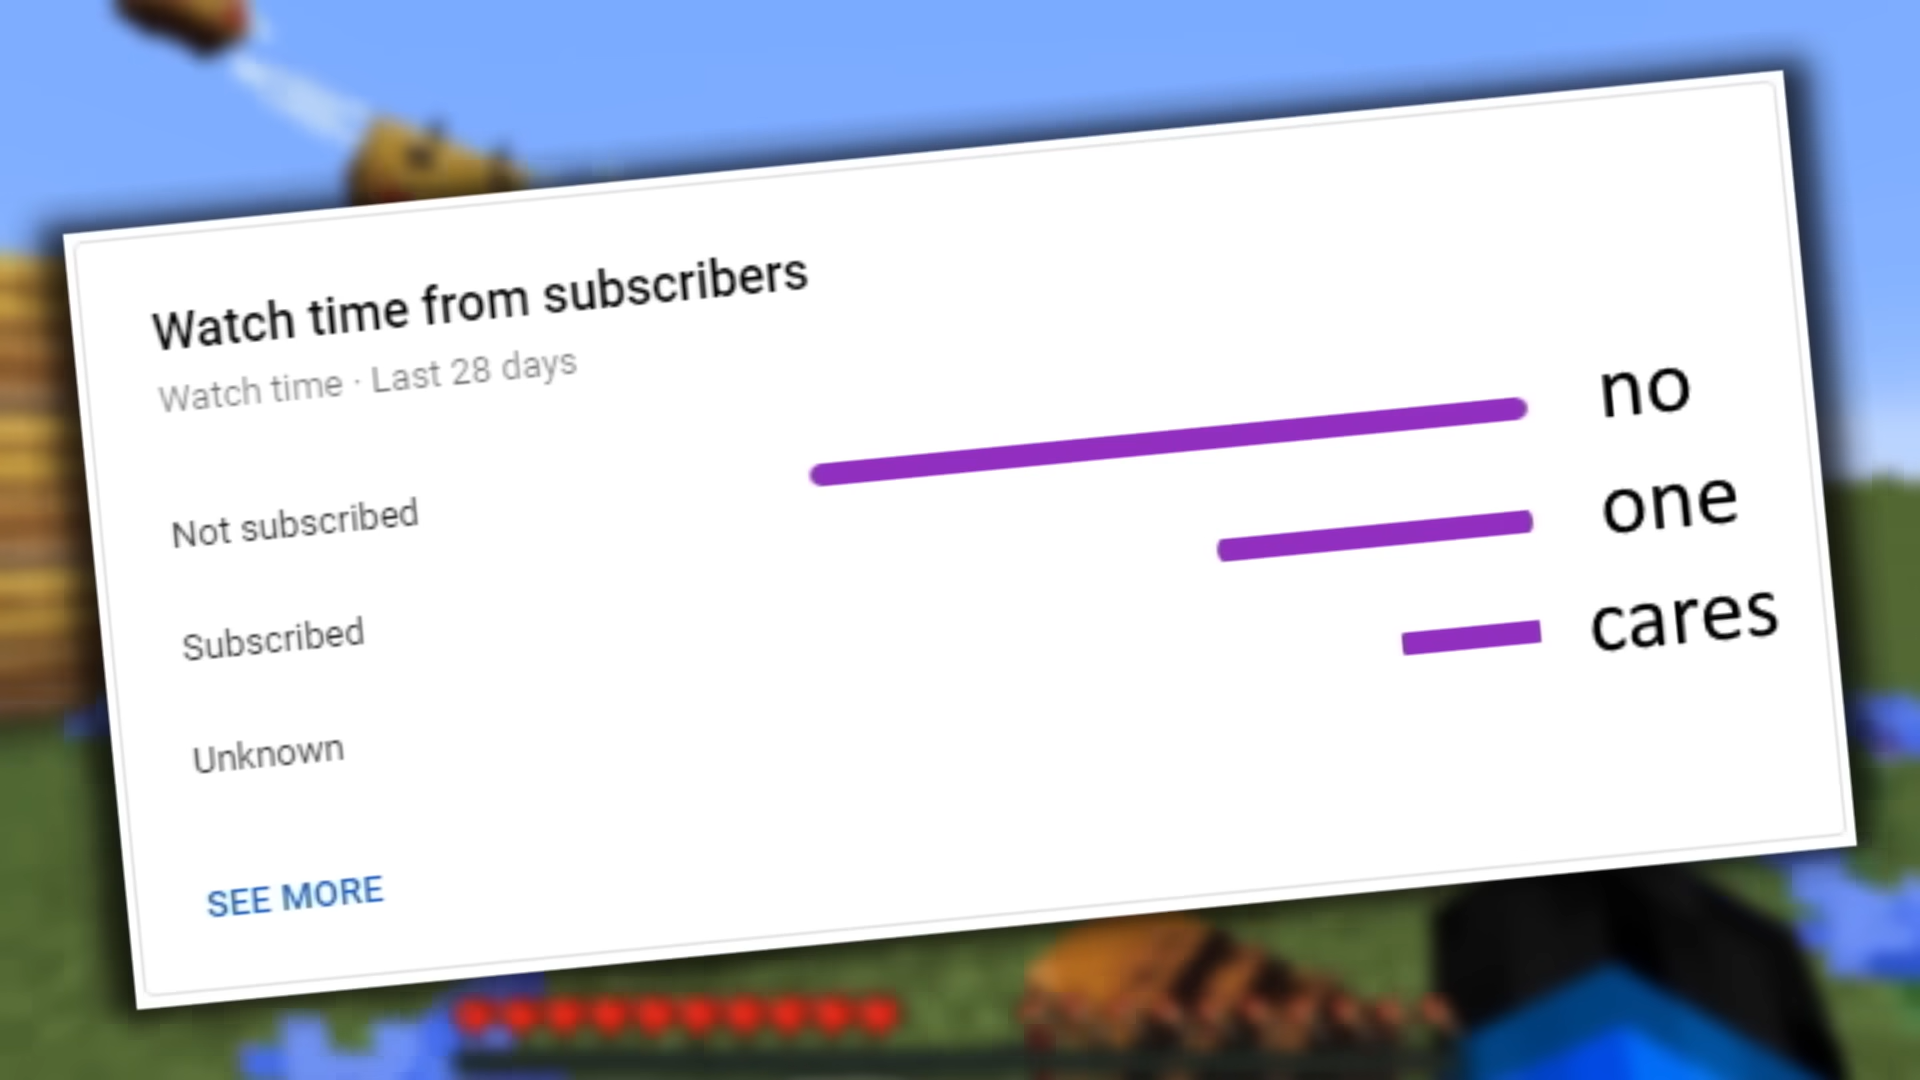 Watch time from subscribers
Watch time · Last 28 days
Not subscribed
no
Subscribed
one
Unknown
cares
SEE MORE